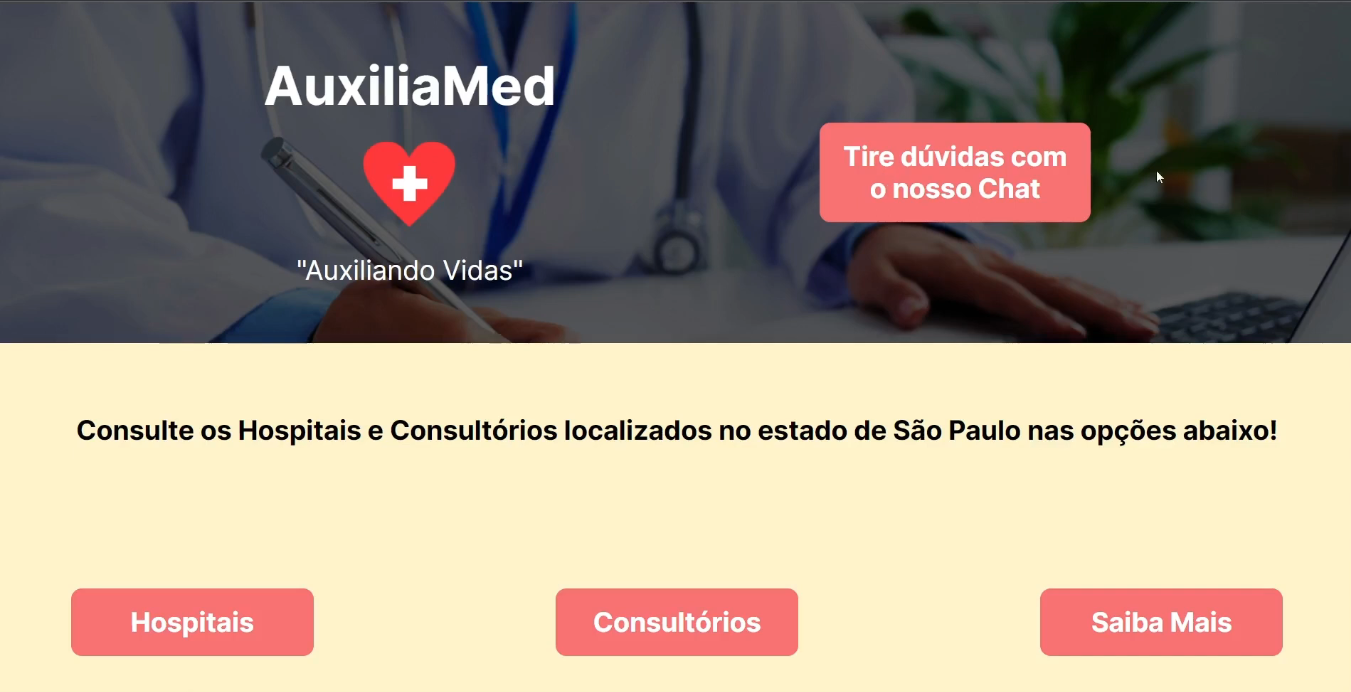 AuxiliaMed
"Auxiliando Vidas"
Tire dúvidas com
o nosso Chat
Consulte os Hospitais e Consultórios localizados no estado de São Paulo nas opções abaixo!
Hospitais
Consultórios
Saiba Mais